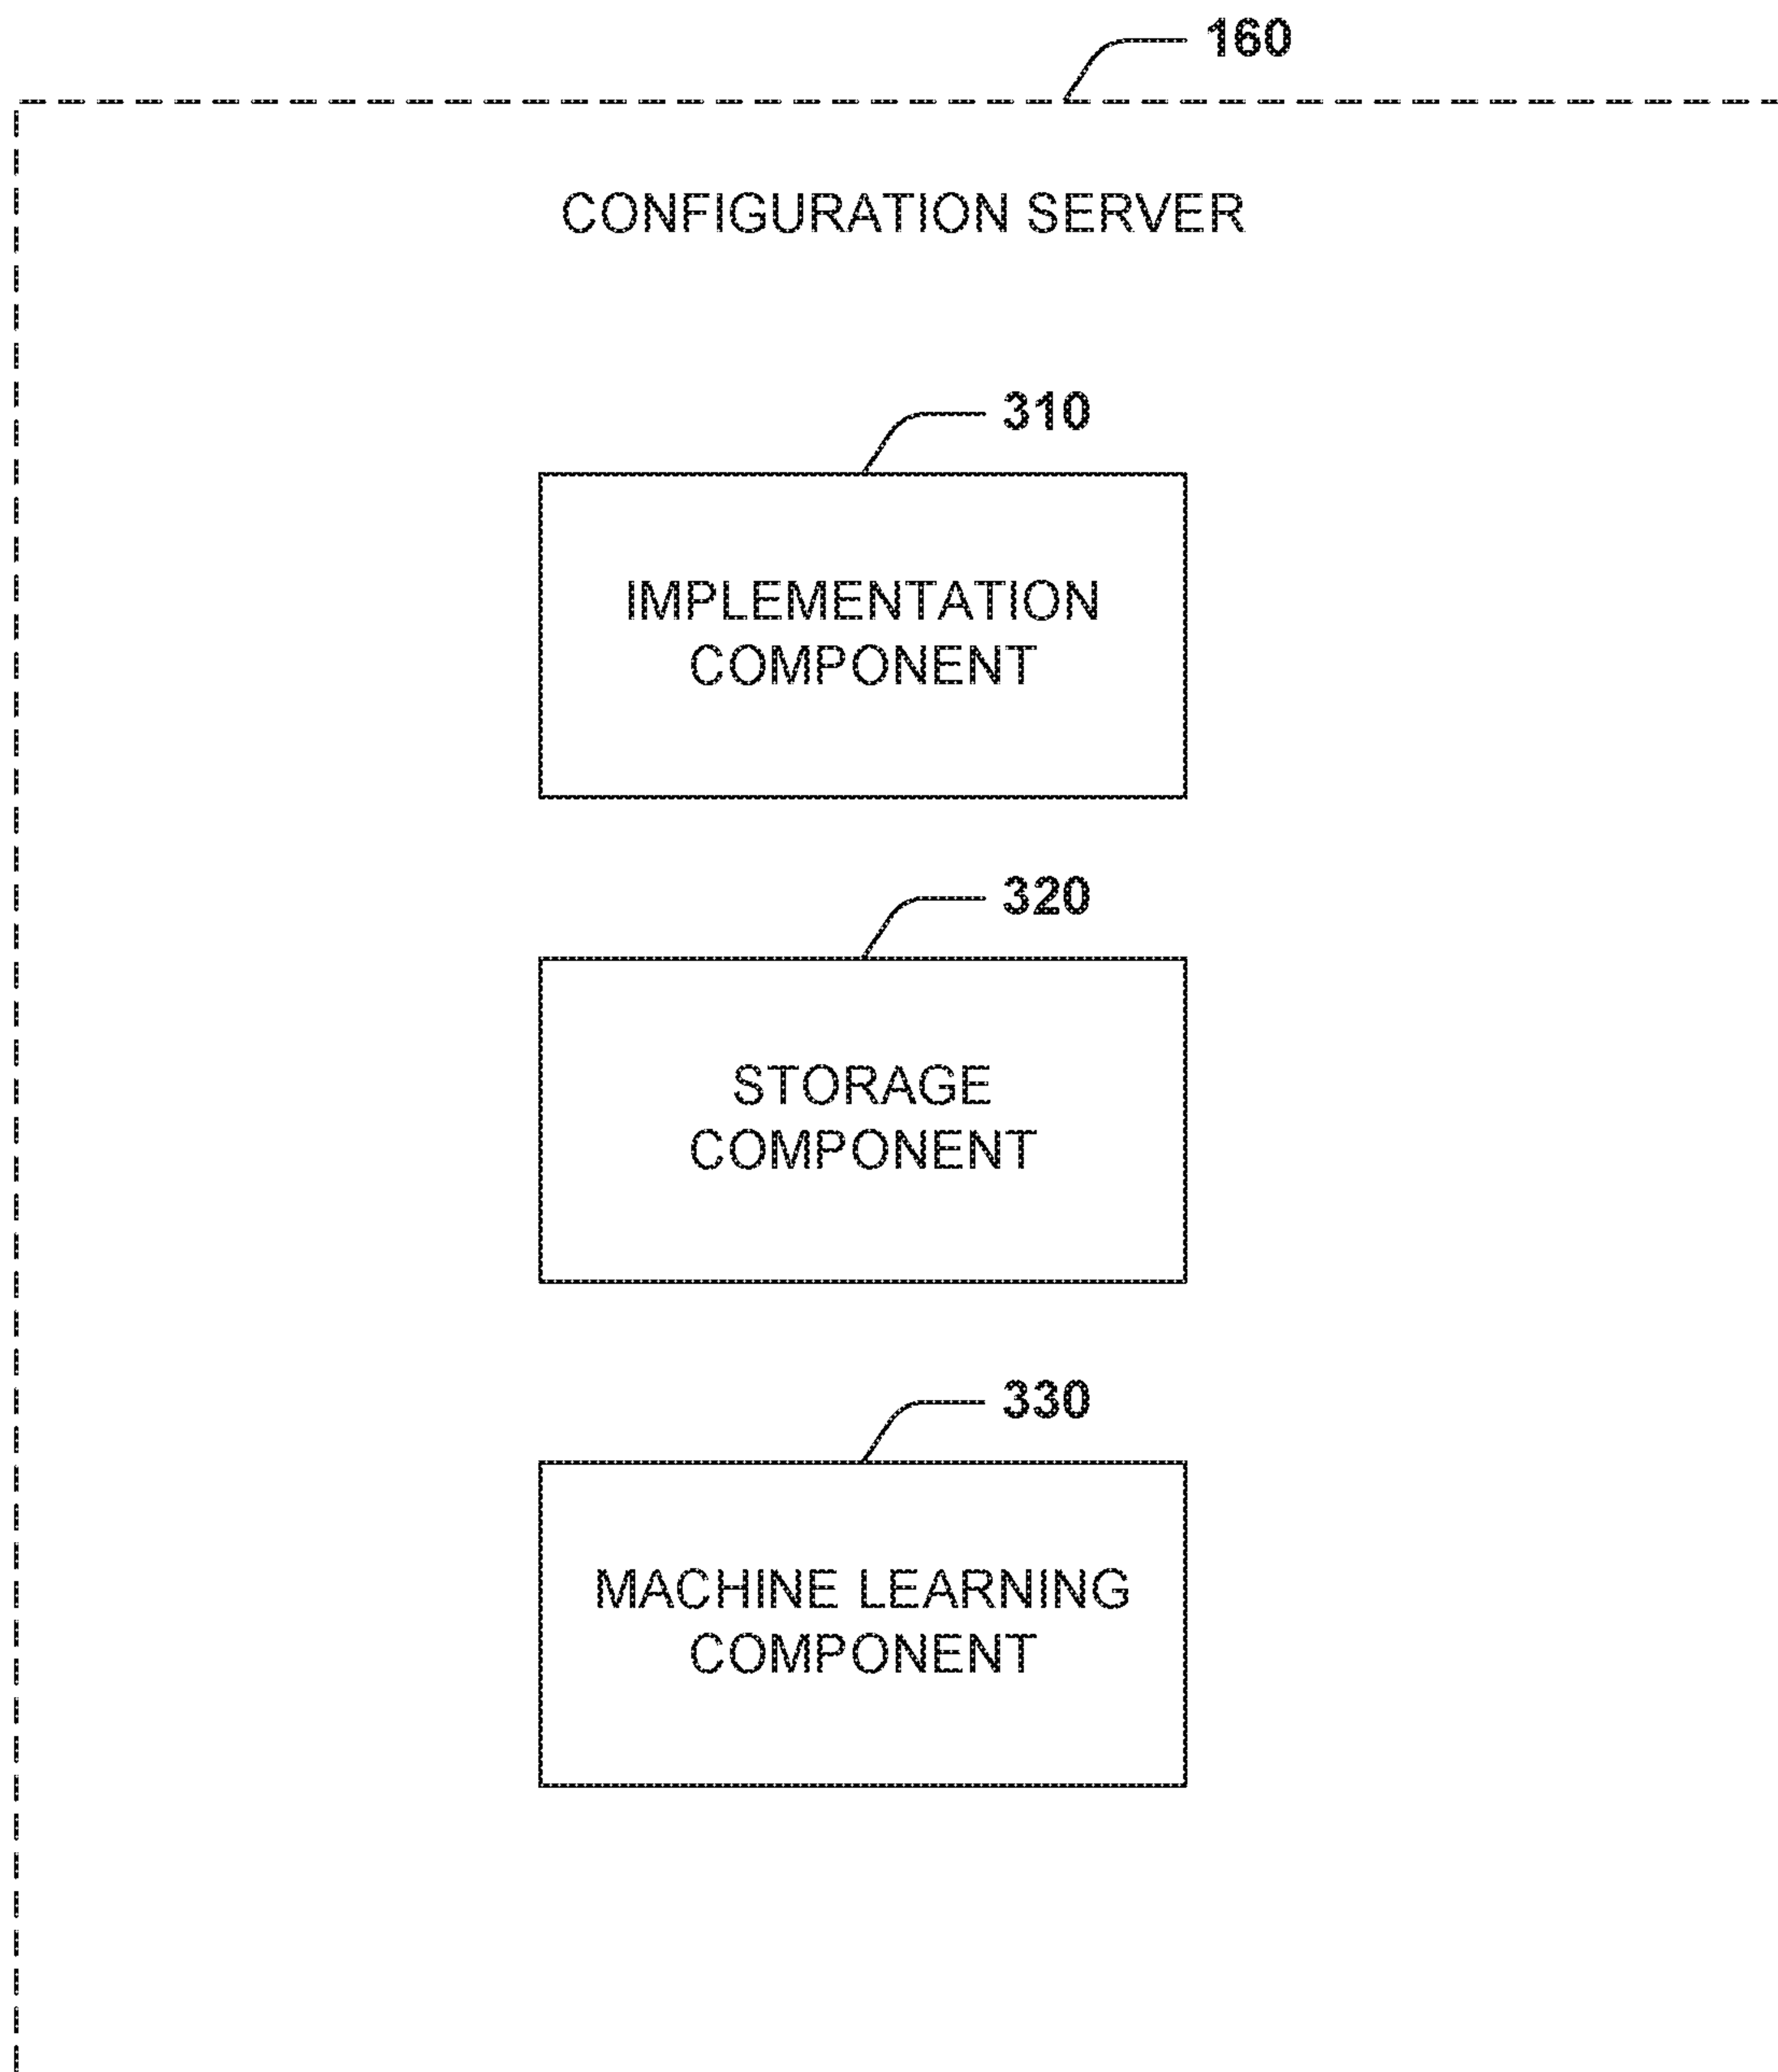 160
CONFIGURATION SERVER
310
IMPLEMENTATION
COMPONENT
320
STORAGE
COMPONENT
330
MACHINE LEARNING
COMPONENT